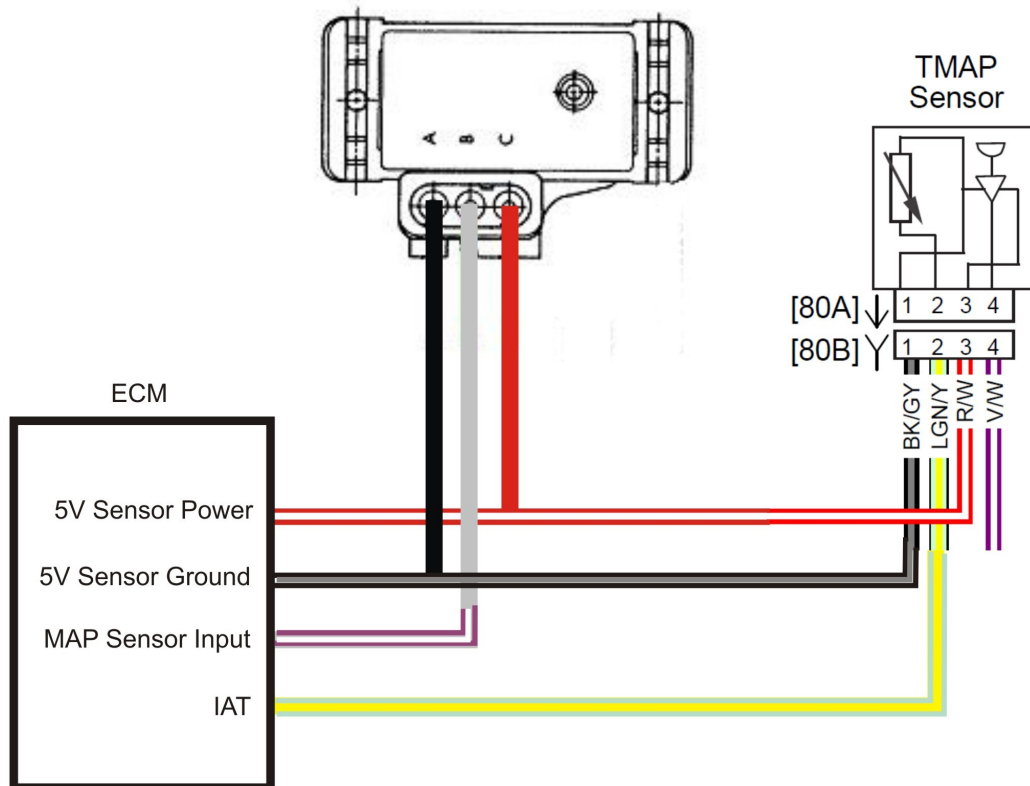 A B C
TMAP
Sensor
[80A] 1 2 3 4
[80B] 1 2 3 4
BK/GY
LGN/Y
R/W
V/W
ECM
5V Sensor Power
5V Sensor Ground
MAP Sensor Input
IAT